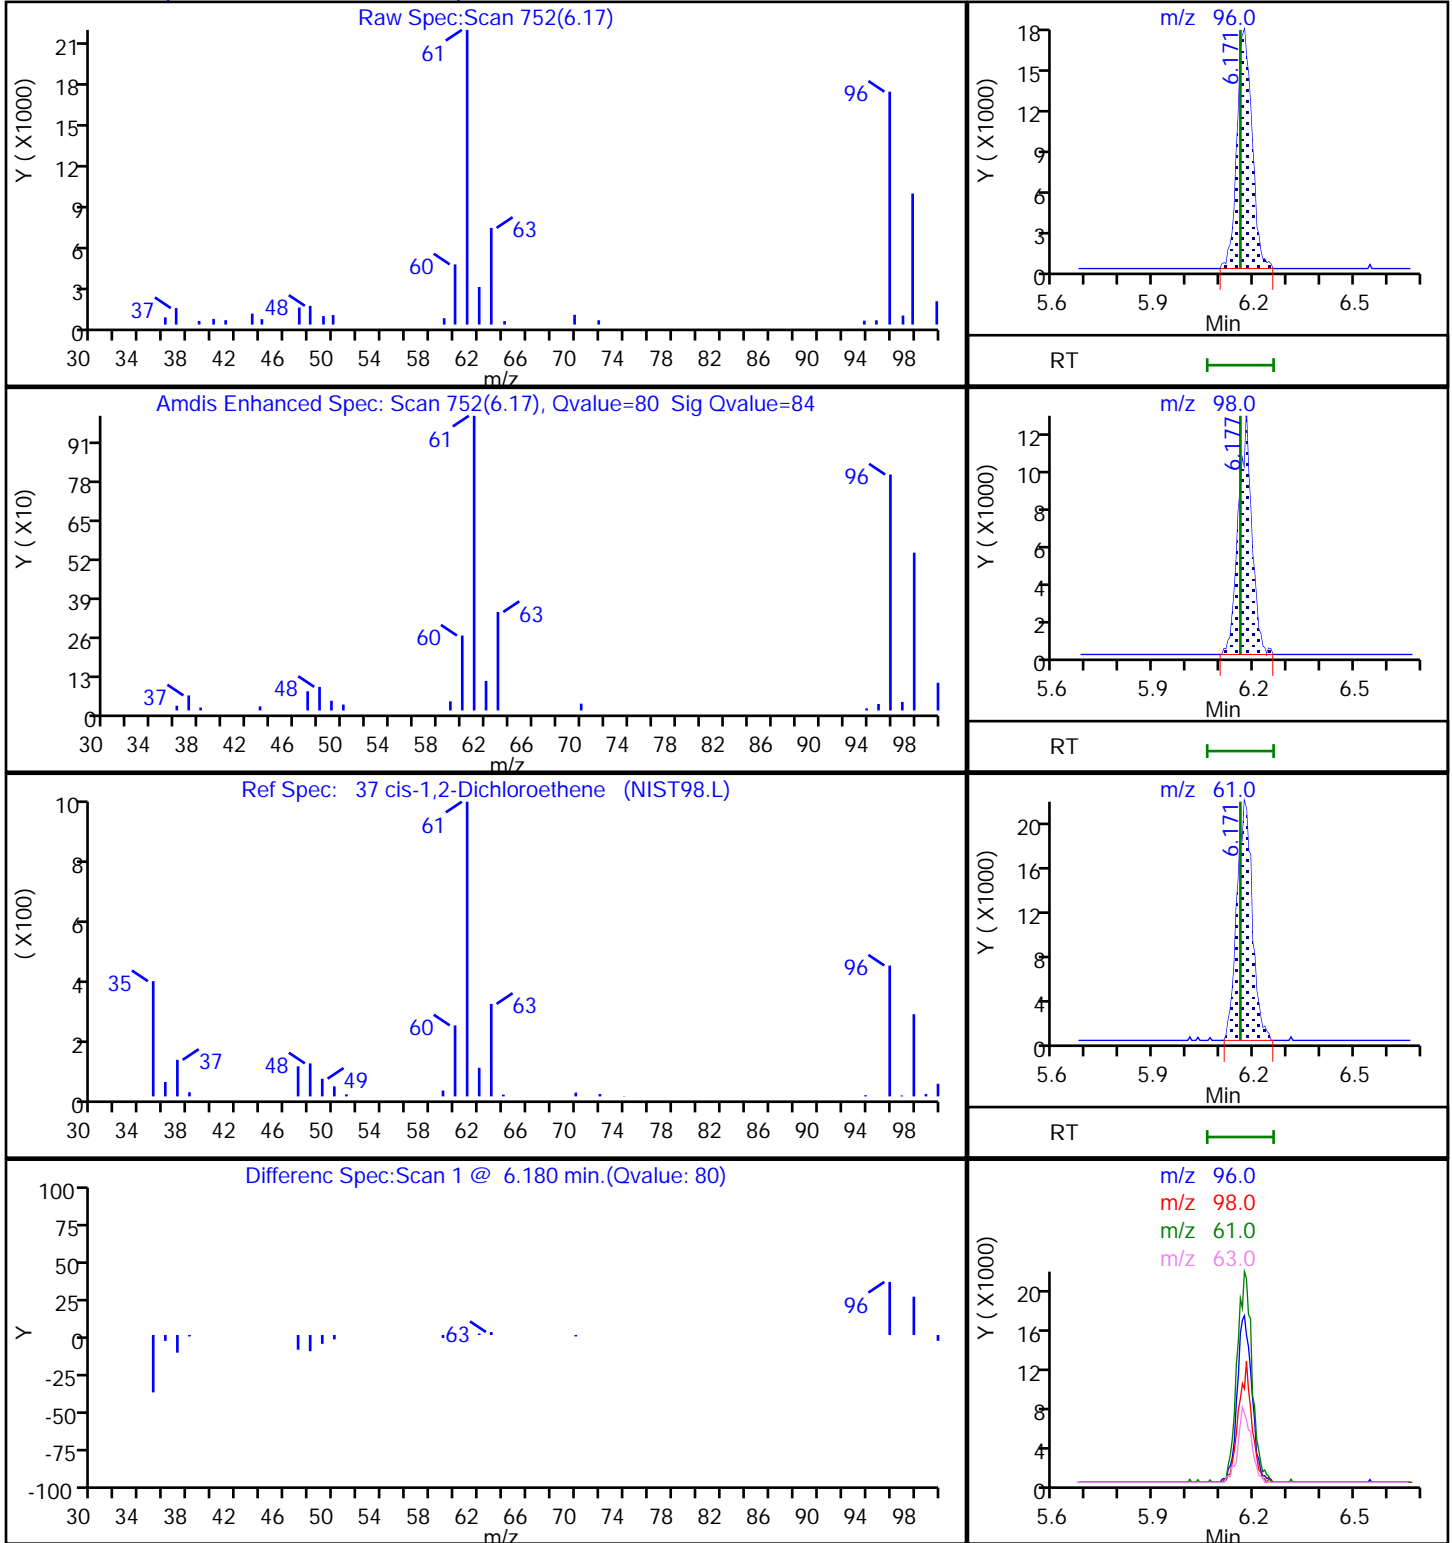 Raw Spec:Scan 752(6.17)
Y ( X1000)
21
18
15
12
9
6
3
0
61
96
63
60
37
48
30 34 38 42 46 50 54 58 62 66 70 74 78 82 86 90 94 98
m/z
m/z 96.0
Y ( X1000)
18
15
12
9
6
3
0
6.171
5.6 5.9 6.2 6.5
Min
RT
Amdis Enhanced Spec: Scan 752(6.17), Qvalue=80 Sig Qvalue=84
Y ( X10)
91
78
65
52
39
26
13
0
61
96
63
60
37
48
30 34 38 42 46 50 54 58 62 66 70 74 78 82 86 90 94 98
m/z
m/z 98.0
Y ( X1000)
12
10
8
6
4
2
0
6.177
5.6 5.9 6.2 6.5
Min
RT
Ref Spec: 37 cis-1,2-Dichloroethene (NIST98.L)
( X100)
10
8
6
4
2
0
61
35
96
63
60
37
48
49
30 34 38 42 46 50 54 58 62 66 70 74 78 82 86 90 94 98
m/z
m/z 61.0
Y ( X1000)
20
16
12
8
4
0
6.171
5.6 5.9 6.2 6.5
Min
RT
Differenc Spec:Scan 1 @ 6.180 min.(Qvalue: 80)
Y
100
75
50
25
0
-25
-50
-75
-100
96
63
30 34 38 42 46 50 54 58 62 66 70 74 78 82 86 90 94 98
m/z
m/z 96.0
m/z 98.0
m/z 61.0
m/z 63.0
Y ( X1000)
20
16
12
8
4
0
5.6 5.9 6.2 6.5
Min